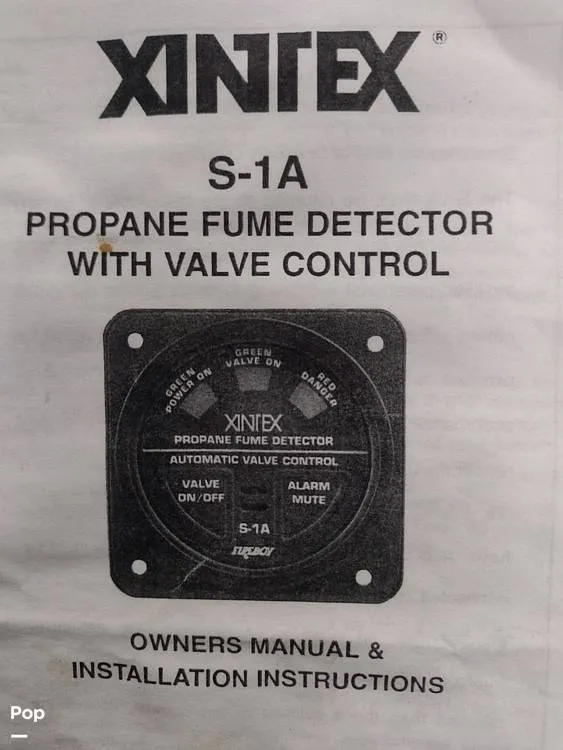 XINTEX®
S-1A
PROPANE FUME DETECTOR
WITH VALVE CONTROL
GREEN
POWER ON
GREEN
VALVE ON
RED
DANGER
XINTEX
PROPANE FUME DETECTOR
AUTOMATIC VALVE CONTROL
VALVE
ON/OFF
ALARM
MUTE
S-1A
FIREBOY
OWNERS MANUAL &
INSTALLATION INSTRUCTIONS
Pop